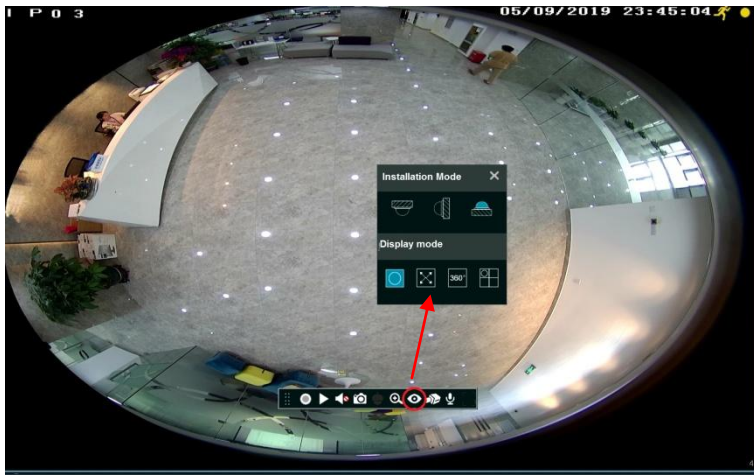 I P 0 3
05/09/2019 23:45:04
Installation Mode
Display mode
360°